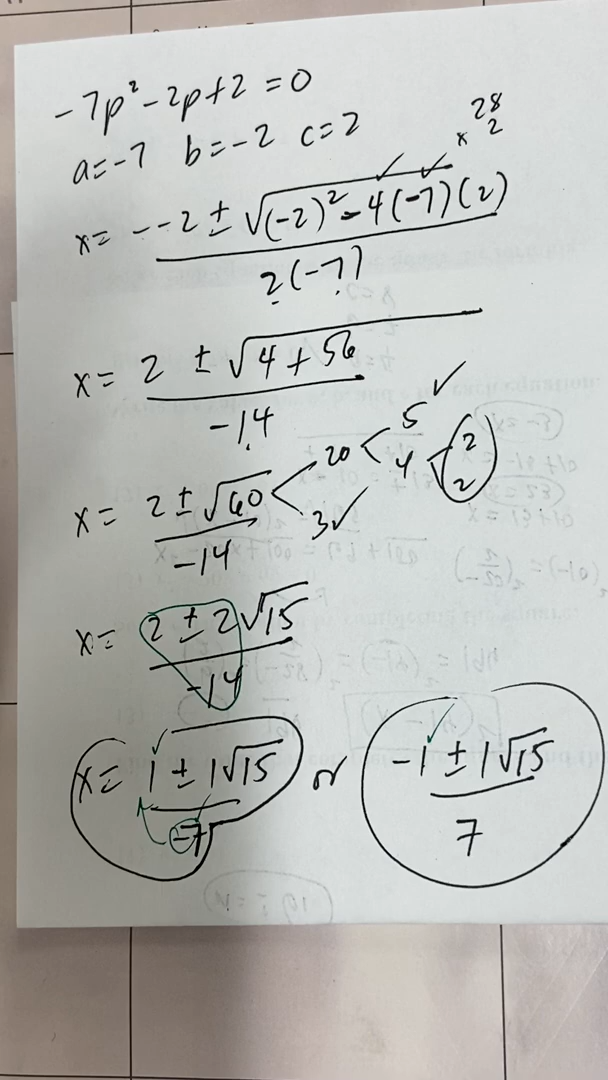 -7p² - 2p + 2 = 0
a = -7 b = -2 c = 2
28
x 2
x = --2 ± √(-2)² - 4(-7)(2)
2(-7)
x = 2 ± √4 + 56
-14
x = 2 ± √60
-14
20
3 ✓
5 ✓
4
2
2
x = 2 ± 2√15
-14
x = 1 ± 1√15
-7
or
-1 ± 1√15
7